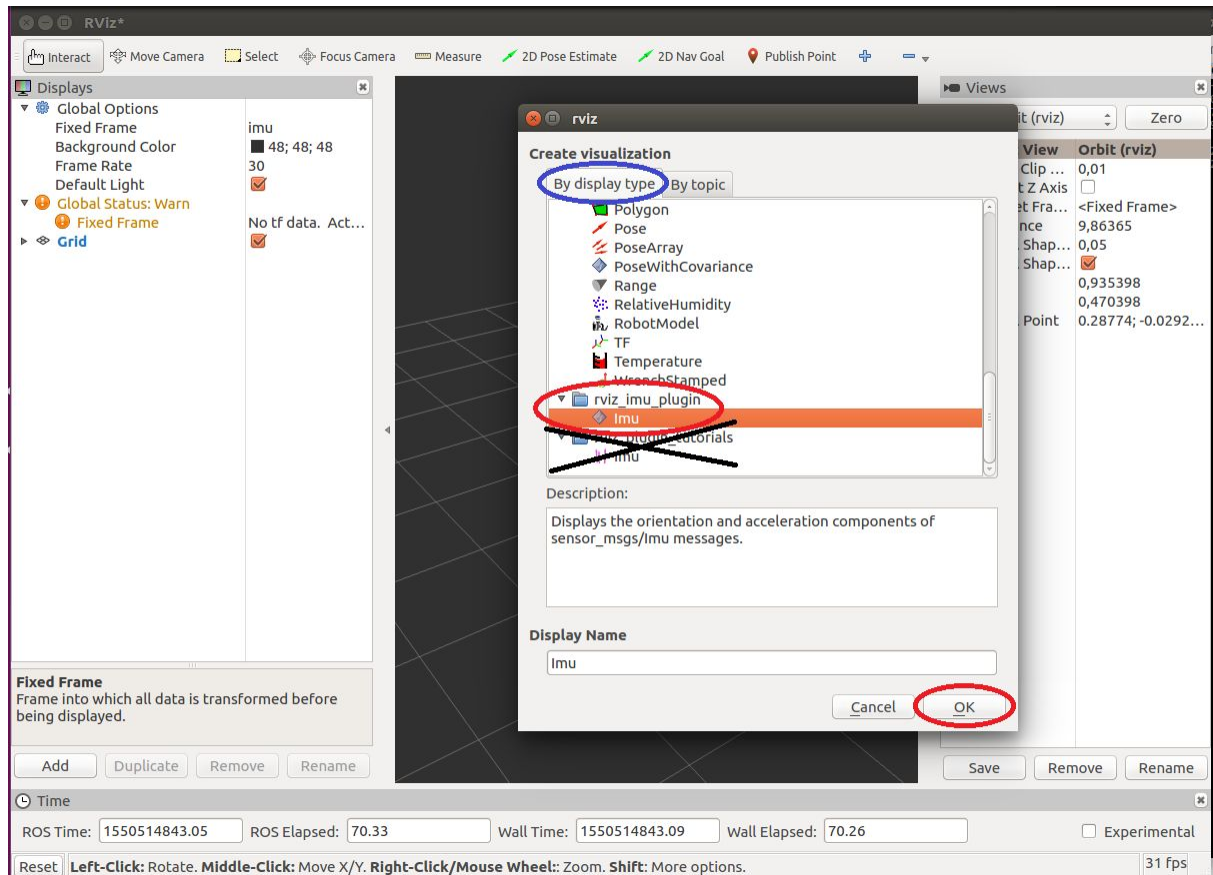 RViz*
Interact Move Camera Select Focus Camera Measure 2D Pose Estimate 2D Nav Goal Publish Point
Displays
Global Options
Fixed Frame imu
Background Color 48; 48; 48
Frame Rate 30
Default Light
Global Status: Warn
Fixed Frame No tf data. Act...
Grid
Fixed Frame
Frame into which all data is transformed before
being displayed.
Add Duplicate Remove Rename
rviz
Create visualization
By display type By topic
Polygon
Pose
PoseArray
PoseWithCovariance
Range
RelativeHumidity
RobotModel
TF
Temperature
WrenchStamped
rviz_imu_plugin
Imu
tutorials
Imu
Description:
Displays the orientation and acceleration components of
sensor_msgs/Imu messages.
Display Name
Imu
Cancel OK
Views
(rviz) Zero
View Orbit (rviz)
Clip ... 0,01
Z Axis
Fra... <Fixed Frame>
9,86365
Shap... 0,05
Shap...
0,935398
0,470398
Point 0.28774; -0.0292...
Save Remove Rename
Time
ROS Time: 1550514843.05 ROS Elapsed: 70.33 Wall Time: 1550514843.09 Wall Elapsed: 70.26 Experimental
Reset Left-Click: Rotate. Middle-Click: Move X/Y. Right-Click/Mouse Wheel:: Zoom. Shift: More options. 31 fps